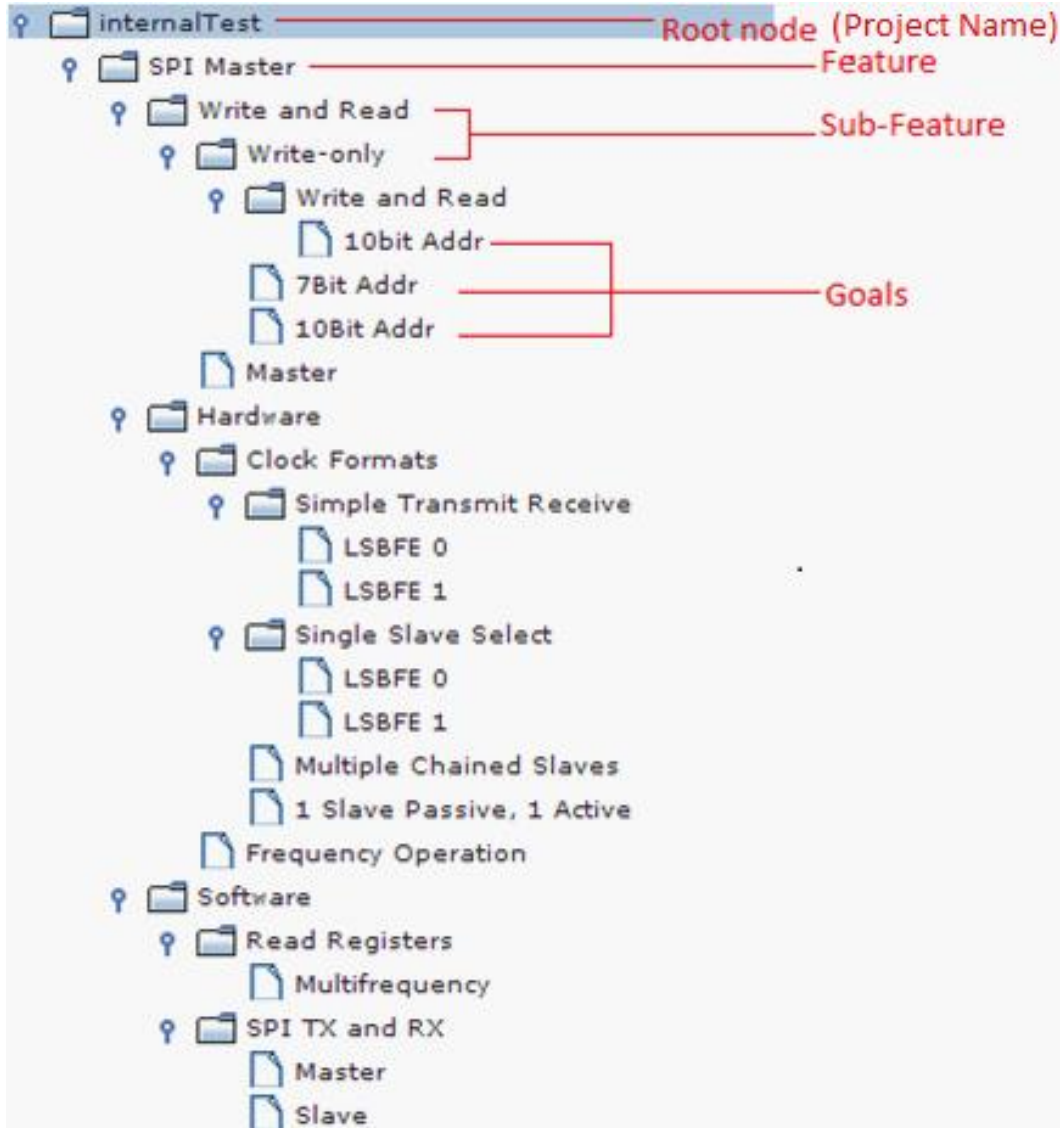 internalTest Root node (Project Name)
SPI Master Feature
Write and Read
Sub-Feature
Write-only
Write and Read
10bit Addr
7Bit Addr Goals
10Bit Addr
Master
Hardware
Clock Formats
Simple Transmit Receive
LSBFE 0
LSBFE 1
Single Slave Select
LSBFE 0
LSBFE 1
Multiple Chained Slaves
1 Slave Passive, 1 Active
Frequency Operation
Software
Read Registers
Multifrequency
SPI TX and RX
Master
Slave